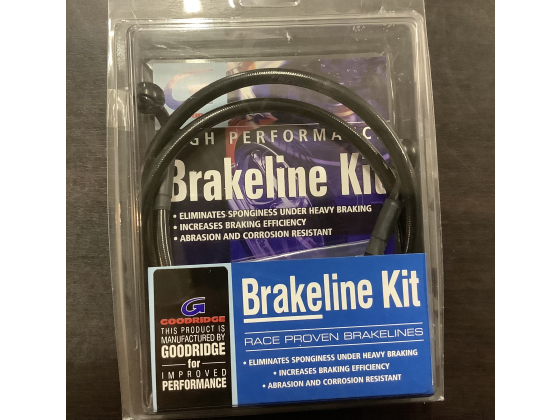 HIGH PERFORMANC
Brakeline Kit
• ELIMINATES SPONGINESS UNDER HEAVY BRAKING
• INCREASES BRAKING EFFICIENCY
• ABRASION AND CORROSION RESISTANT
G
GOODRIDGE
THIS PRODUCT IS
MANUFACTURED BY
GOODRIDGE
for
IMPROVED
PERFORMANCE
Brakeline Kit
RACE PROVEN BRAKELINES
• ELIMINATES SPONGINESS UNDER HEAVY BRAKING
• INCREASES BRAKING EFFICIENCY
• ABRASION AND CORROSION RESISTANT